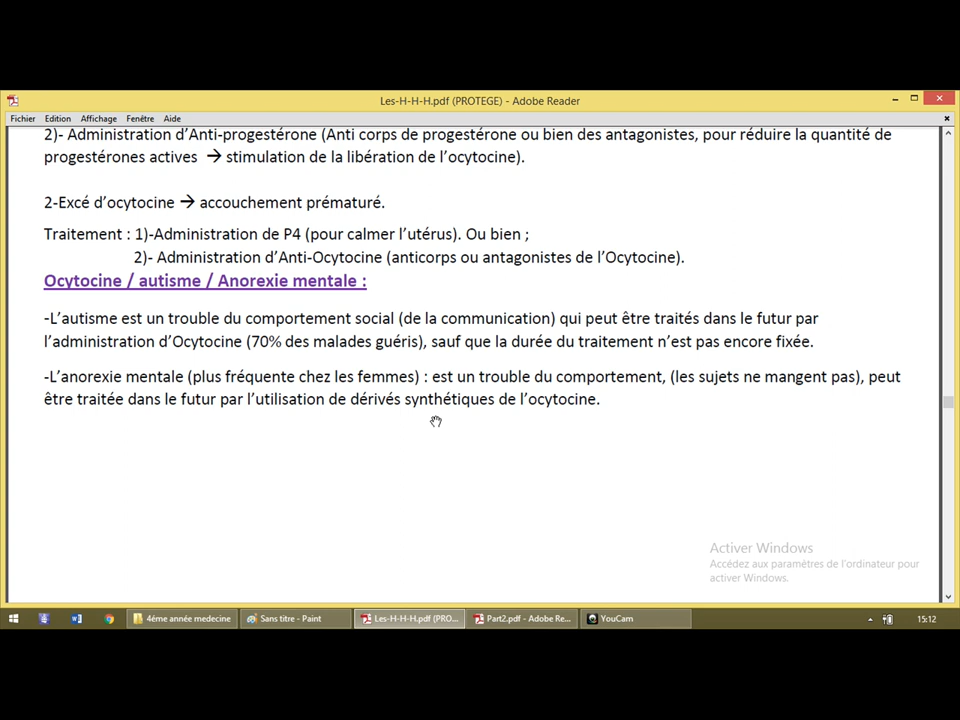 Les-H-H-H.pdf (PROTEGE) - Adobe Reader
Fichier Edition Affichage Fenêtre Aide
2)- Administration d'Anti-progestérone (Anti corps de progestérone ou bien des antagonistes, pour réduire la quantité de
progestérones actives → stimulation de la libération de l'ocytocine).
2-Excé d'ocytocine → accouchement prématuré.
Traitement : 1)-Administration de P4 (pour calmer l'utérus). Ou bien ;
2)- Administration d'Anti-Ocytocine (anticorps ou antagonistes de l'Ocytocine).
Ocytocine / autisme / Anorexie mentale :
-L'autisme est un trouble du comportement social (de la communication) qui peut être traités dans le futur par
l'administration d'Ocytocine (70% des malades guéris), sauf que la durée du traitement n'est pas encore fixée.
-L'anorexie mentale (plus fréquente chez les femmes) : est un trouble du comportement, (les sujets ne mangent pas), peut
être traitée dans le futur par l'utilisation de dérivés synthétiques de l'ocytocine.
Activer Windows
Accédez aux paramètres de l'ordinateur pour
activer Windows.
4éme année medecine Sans titre - Paint Les-H-H-H.pdf (PRO... Part2.pdf - Adobe Re... YouCam 15:12